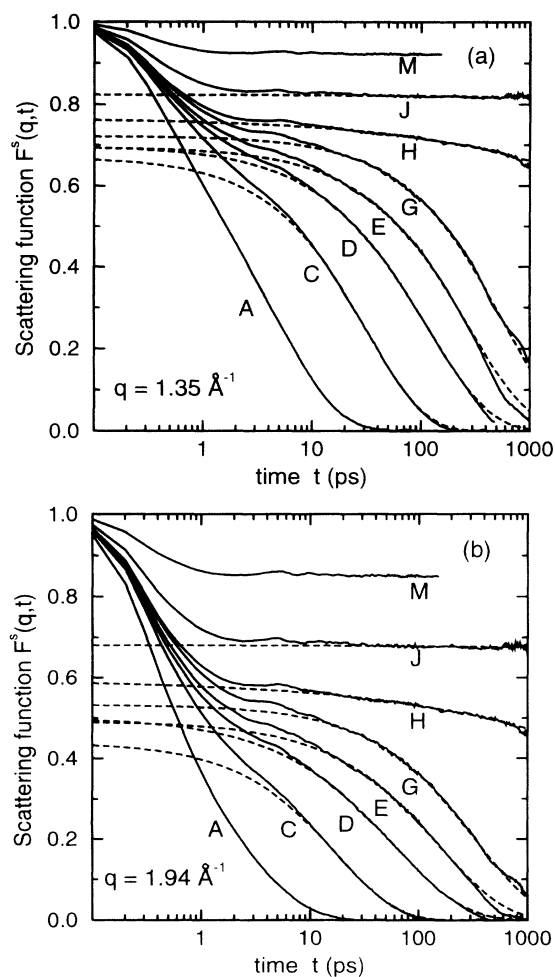 (a)
Scattering function Fˢ(q,t)
1.0
0.8
0.6
0.4
0.2
0.0
M
J
H
G
E
D
C
A
q = 1.35 Å⁻¹
1 10 100 1000
time t (ps)
(b)
Scattering function Fˢ(q,t)
1.0
0.8
0.6
0.4
0.2
0.0
M
J
H
G
E
D
C
A
q = 1.94 Å⁻¹
1 10 100 1000
time t (ps)